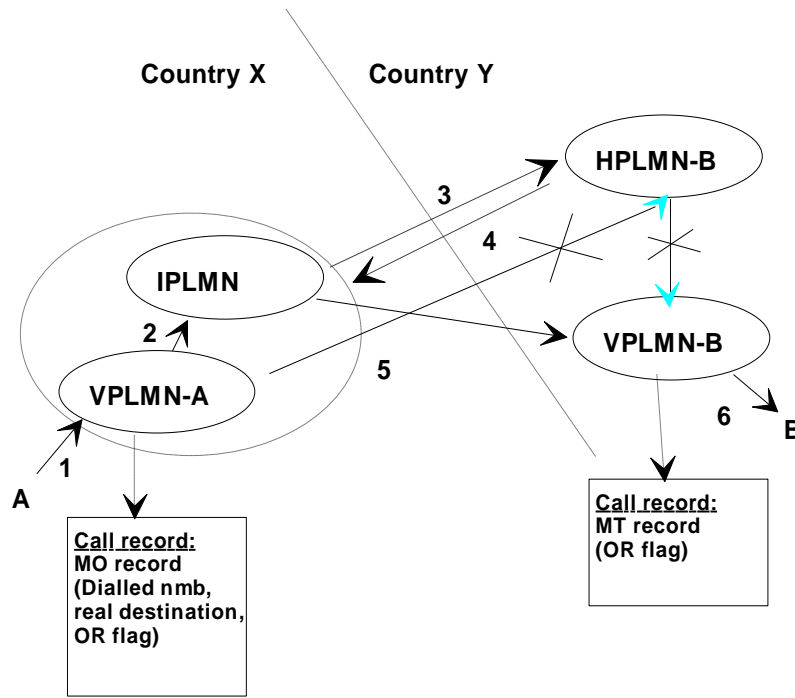 Country X
Country Y
HPLMN-B
3
4
IPLMN
2
VPLMN-B
5
VPLMN-A
6
B
1
A
Call record:
MO record
(Dialled nmb,
real destination,
OR flag)
Call record:
MT record
(OR flag)